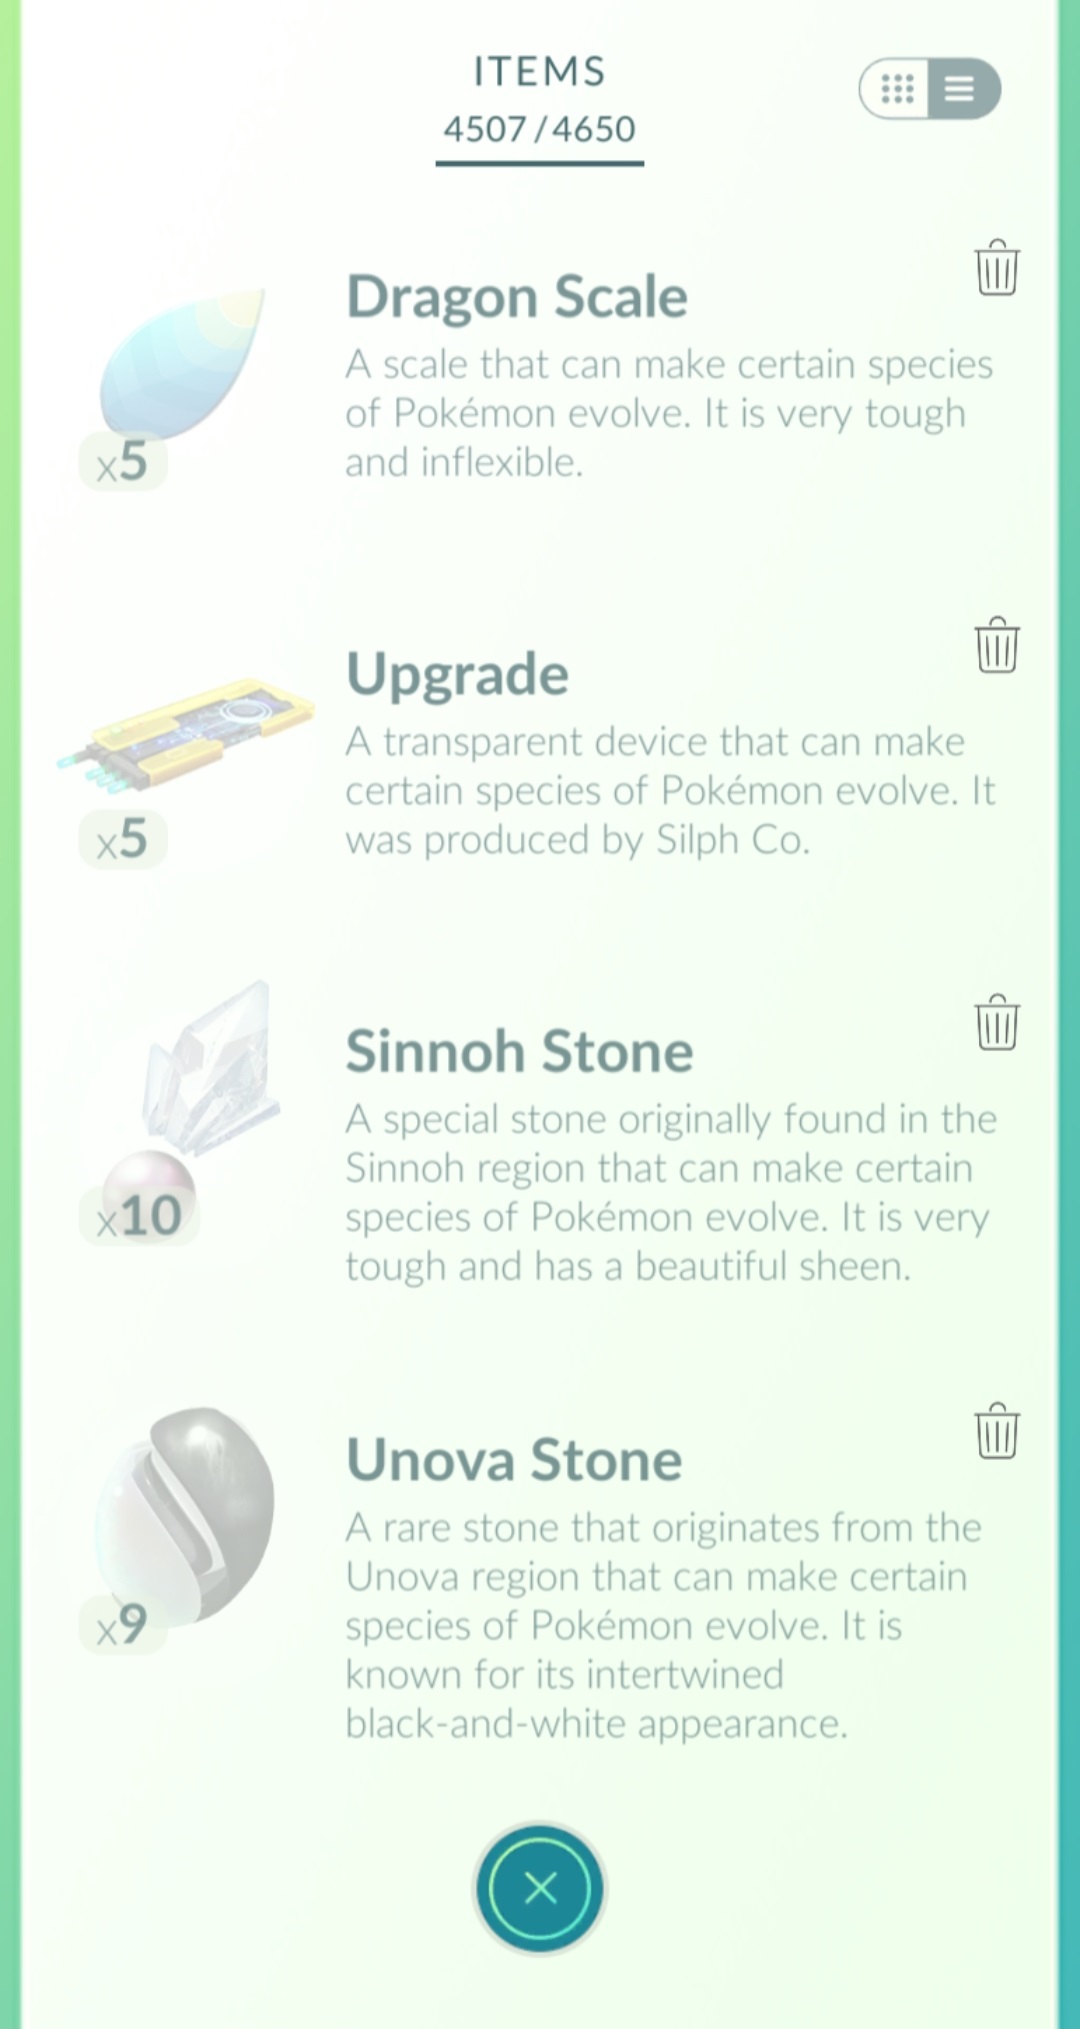 ITEMS
4507/4650
Dragon Scale
A scale that can make certain species
of Pokémon evolve. It is very tough
and inflexible.
x5
Upgrade
A transparent device that can make
certain species of Pokémon evolve. It
was produced by Silph Co.
x5
Sinnoh Stone
A special stone originally found in the
Sinnoh region that can make certain
species of Pokémon evolve. It is very
tough and has a beautiful sheen.
x10
Unova Stone
A rare stone that originates from the
Unova region that can make certain
species of Pokémon evolve. It is
known for its intertwined
black-and-white appearance.
x9